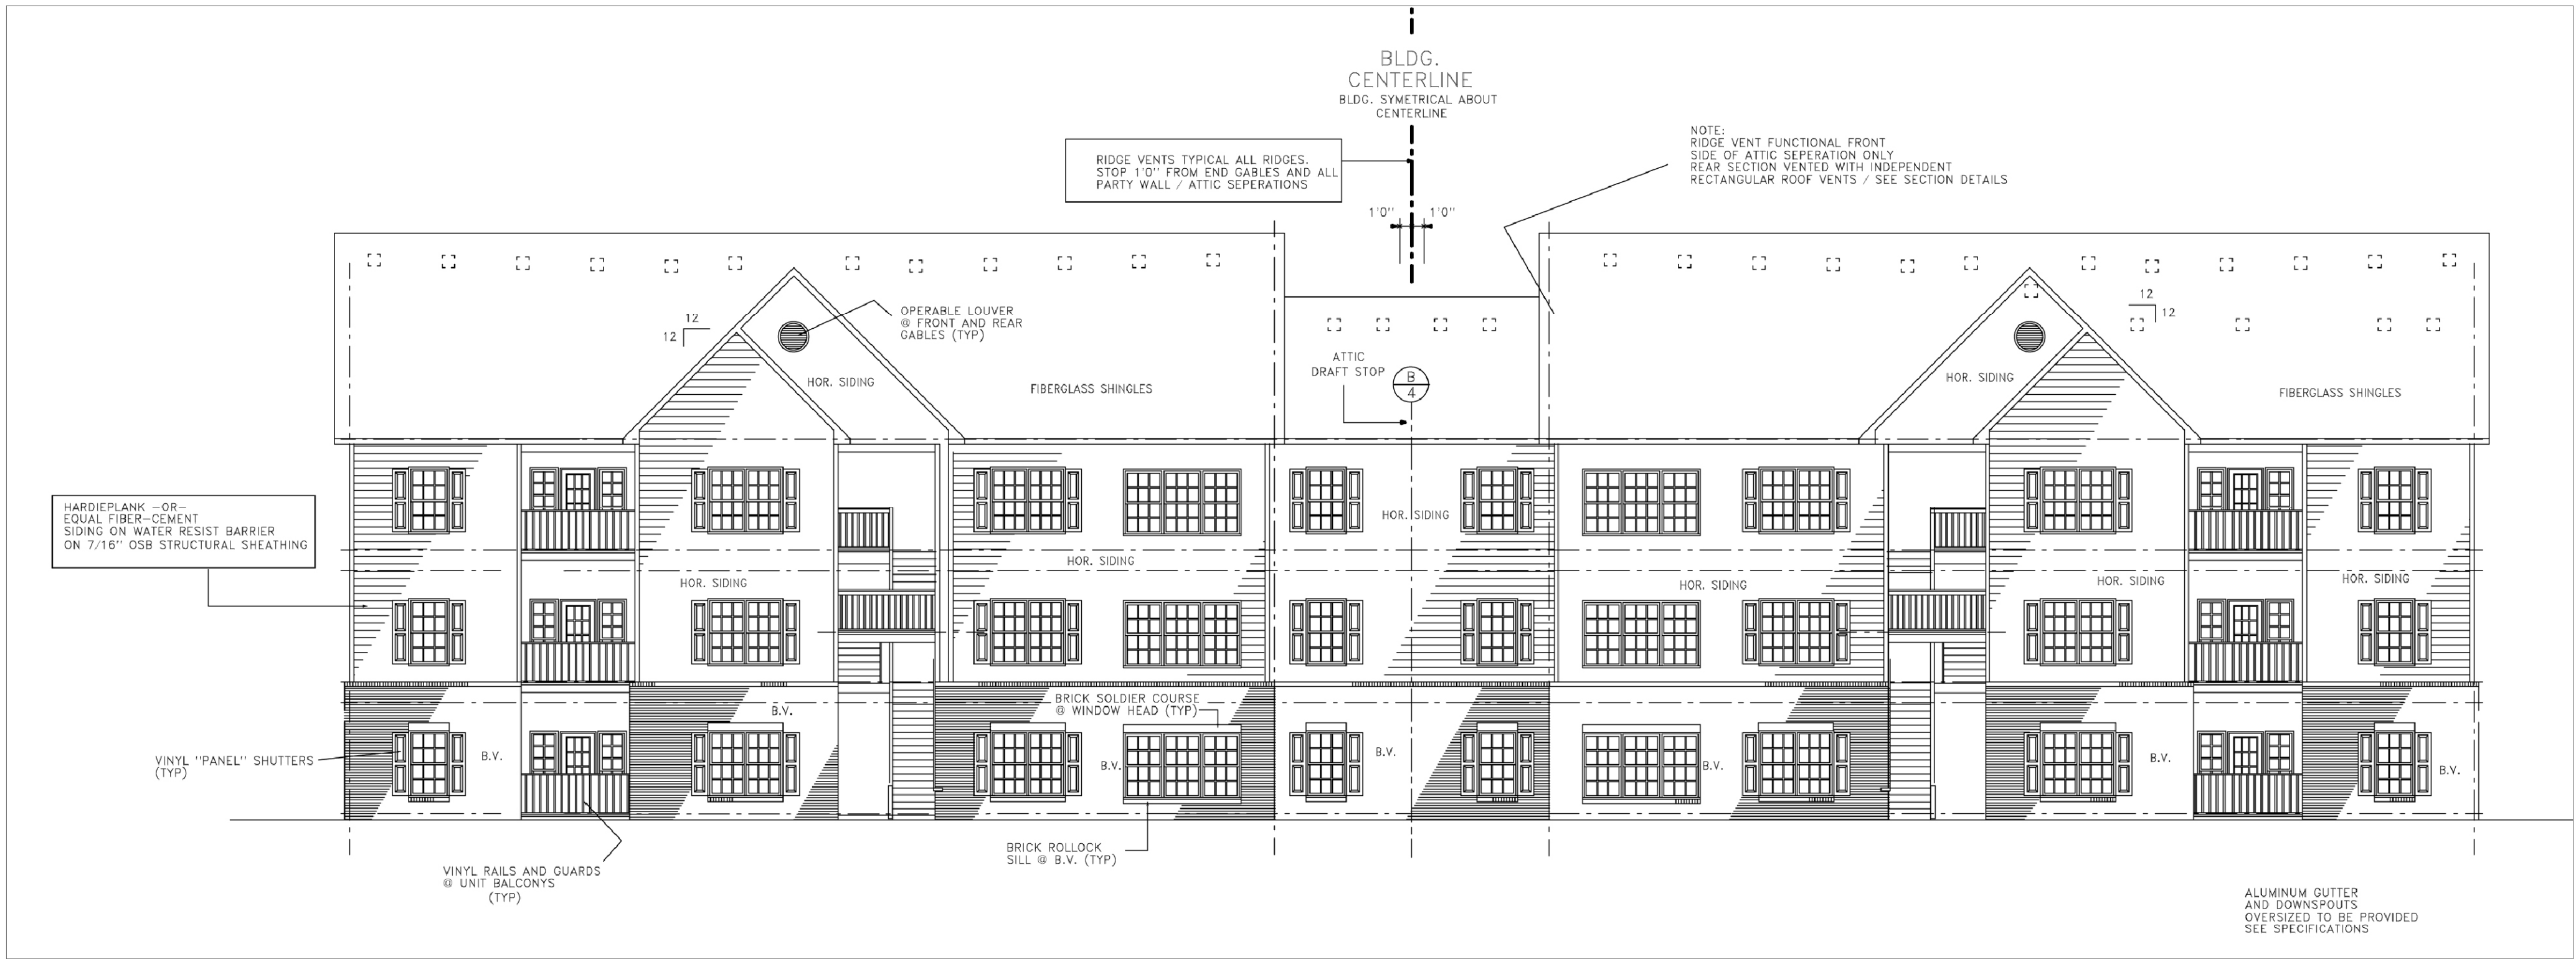 BLDG.
CENTERLINE
BLDG. SYMETRICAL ABOUT
CENTERLINE
RIDGE VENTS TYPICAL ALL RIDGES.
STOP 1'0" FROM END GABLES AND ALL
PARTY WALL / ATTIC SEPERATIONS
NOTE:
RIDGE VENT FUNCTIONAL FRONT
SIDE OF ATTIC SEPERATION ONLY
REAR SECTION VENTED WITH INDEPENDENT
RECTANGULAR ROOF VENTS / SEE SECTION DETAILS
1'0" 1'0"
12
12
OPERABLE LOUVER
@ FRONT AND REAR
GABLES (TYP)
12
12
ATTIC
DRAFT STOP
B
4
HOR. SIDING
FIBERGLASS SHINGLES
HOR. SIDING
FIBERGLASS SHINGLES
HARDIEPLANK -OR-
EQUAL FIBER-CEMENT
SIDING ON WATER RESIST BARRIER
ON 7/16" OSB STRUCTURAL SHEATHING
HOR. SIDING
HOR. SIDING
HOR. SIDING
HOR. SIDING
HOR. SIDING
HOR. SIDING
BRICK SOLDIER COURSE
@ WINDOW HEAD (TYP)
B.V.
B.V.
B.V.
B.V.
B.V.
B.V.
B.V.
VINYL "PANEL" SHUTTERS
(TYP)
BRICK ROLLOCK
SILL @ B.V. (TYP)
VINYL RAILS AND GUARDS
@ UNIT BALCONYS
(TYP)
ALUMINUM GUTTER
AND DOWNSPOUTS
OVERSIZED TO BE PROVIDED
SEE SPECIFICATIONS